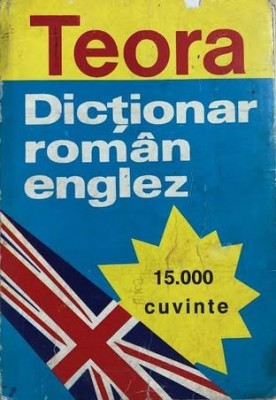 Teora
Dicționar
român
englez
15.000
cuvinte